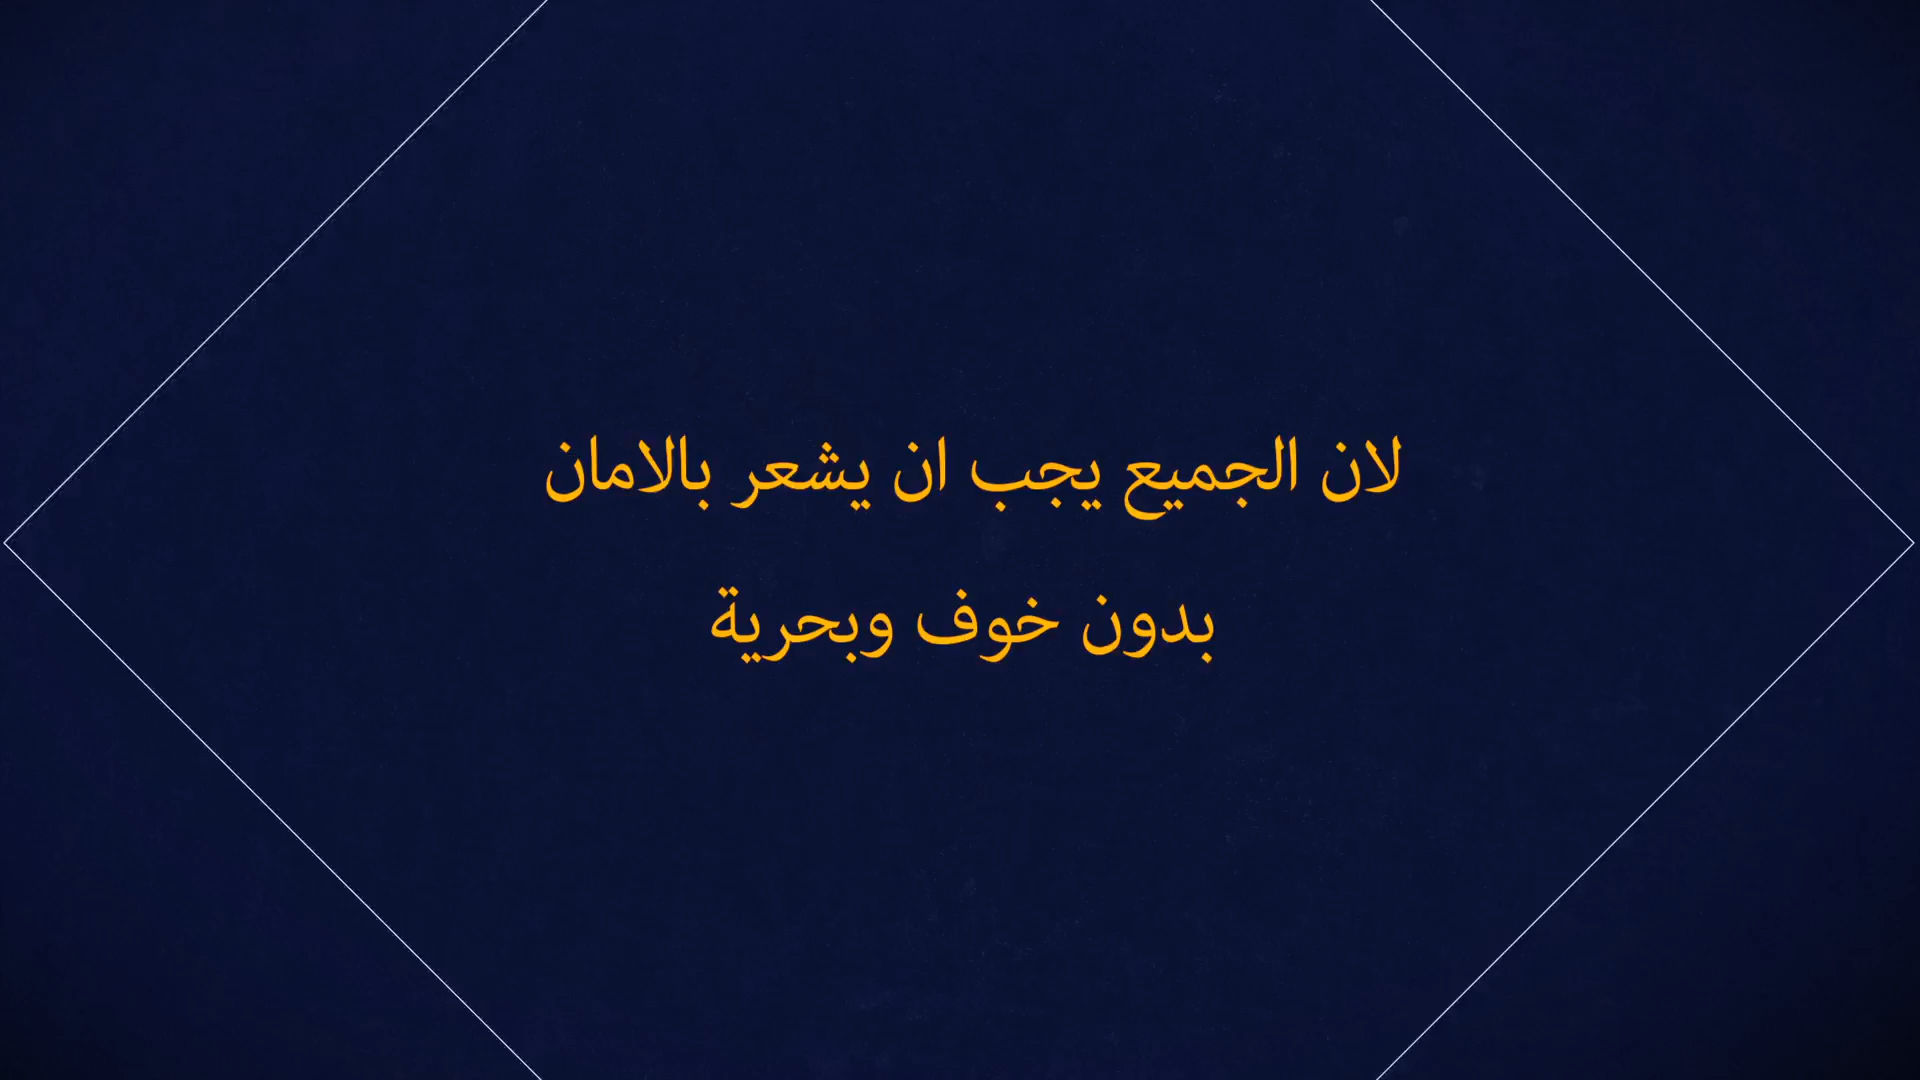 لان الجميع يجب ان يشعر بالامان
بدون خوف وبحرية